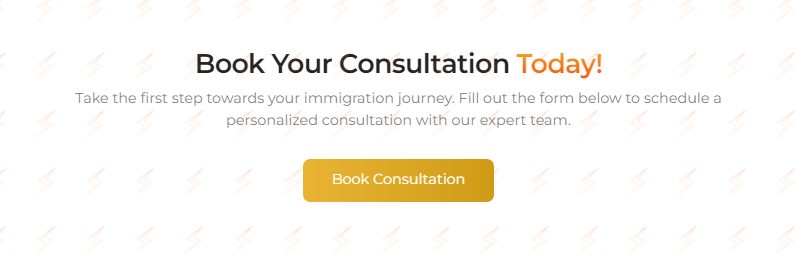 Book Your Consultation Today!
Take the first step towards your immigration journey. Fill out the form below to schedule a
personalized consultation with our expert team.
Book Consultation